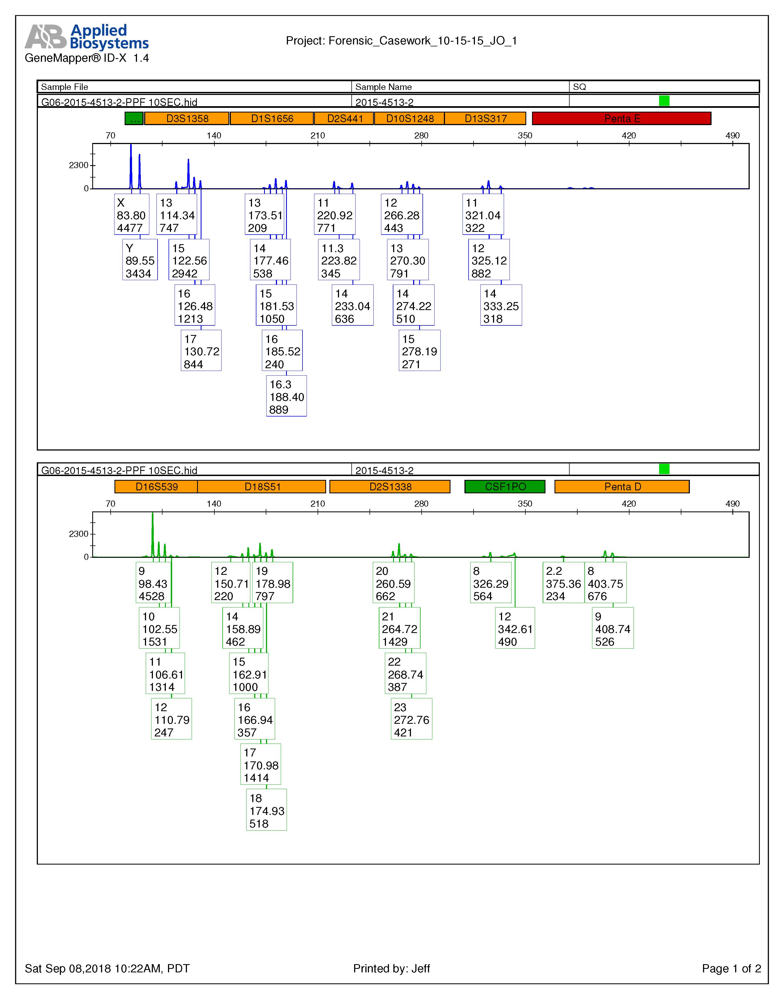 AB Applied
Biosystems
GeneMapper® ID-X 1.4
Project: Forensic_Casework_10-15-15_JO_1
Sample File Sample Name SQ
G06-2015-4513-2-PPF 10SEC.hid 2015-4513-2
... D3S1358 D1S1656 D2S441 D10S1248 D13S317 Penta E
70 140 210 280 350 420 490
2300
0
X 13 13 11 12 11
83.80 114.34 173.51 220.92 266.28 321.04
4477 747 209 771 443 322
Y 15 14 11.3 13 12
89.55 122.56 177.46 223.82 270.30 325.12
3434 2942 538 345 791 882
16 15 14 14 14
126.48 181.53 233.04 274.22 333.25
1213 1050 636 510 318
17 16 15
130.72 185.52 278.19
844 240 271
16.3
188.40
889
G06-2015-4513-2-PPF 10SEC.hid 2015-4513-2
D16S539 D18S51 D2S1338 CSF1PO Penta D
70 140 210 280 350 420 490
2300
0
9 12 19 20 8 2.2 8
98.43 150.71 178.98 260.59 326.29 375.36 403.75
4528 220 797 662 564 234 676
10 14 21 12 9
102.55 158.89 264.72 342.61 408.74
1531 462 1429 490 526
11 15 22
106.61 162.91 268.74
1314 1000 387
12 16 23
110.79 166.94 272.76
247 357 421
17
170.98
1414
18
174.93
518
Sat Sep 08,2018 10:22AM, PDT Printed by: Jeff Page 1 of 2